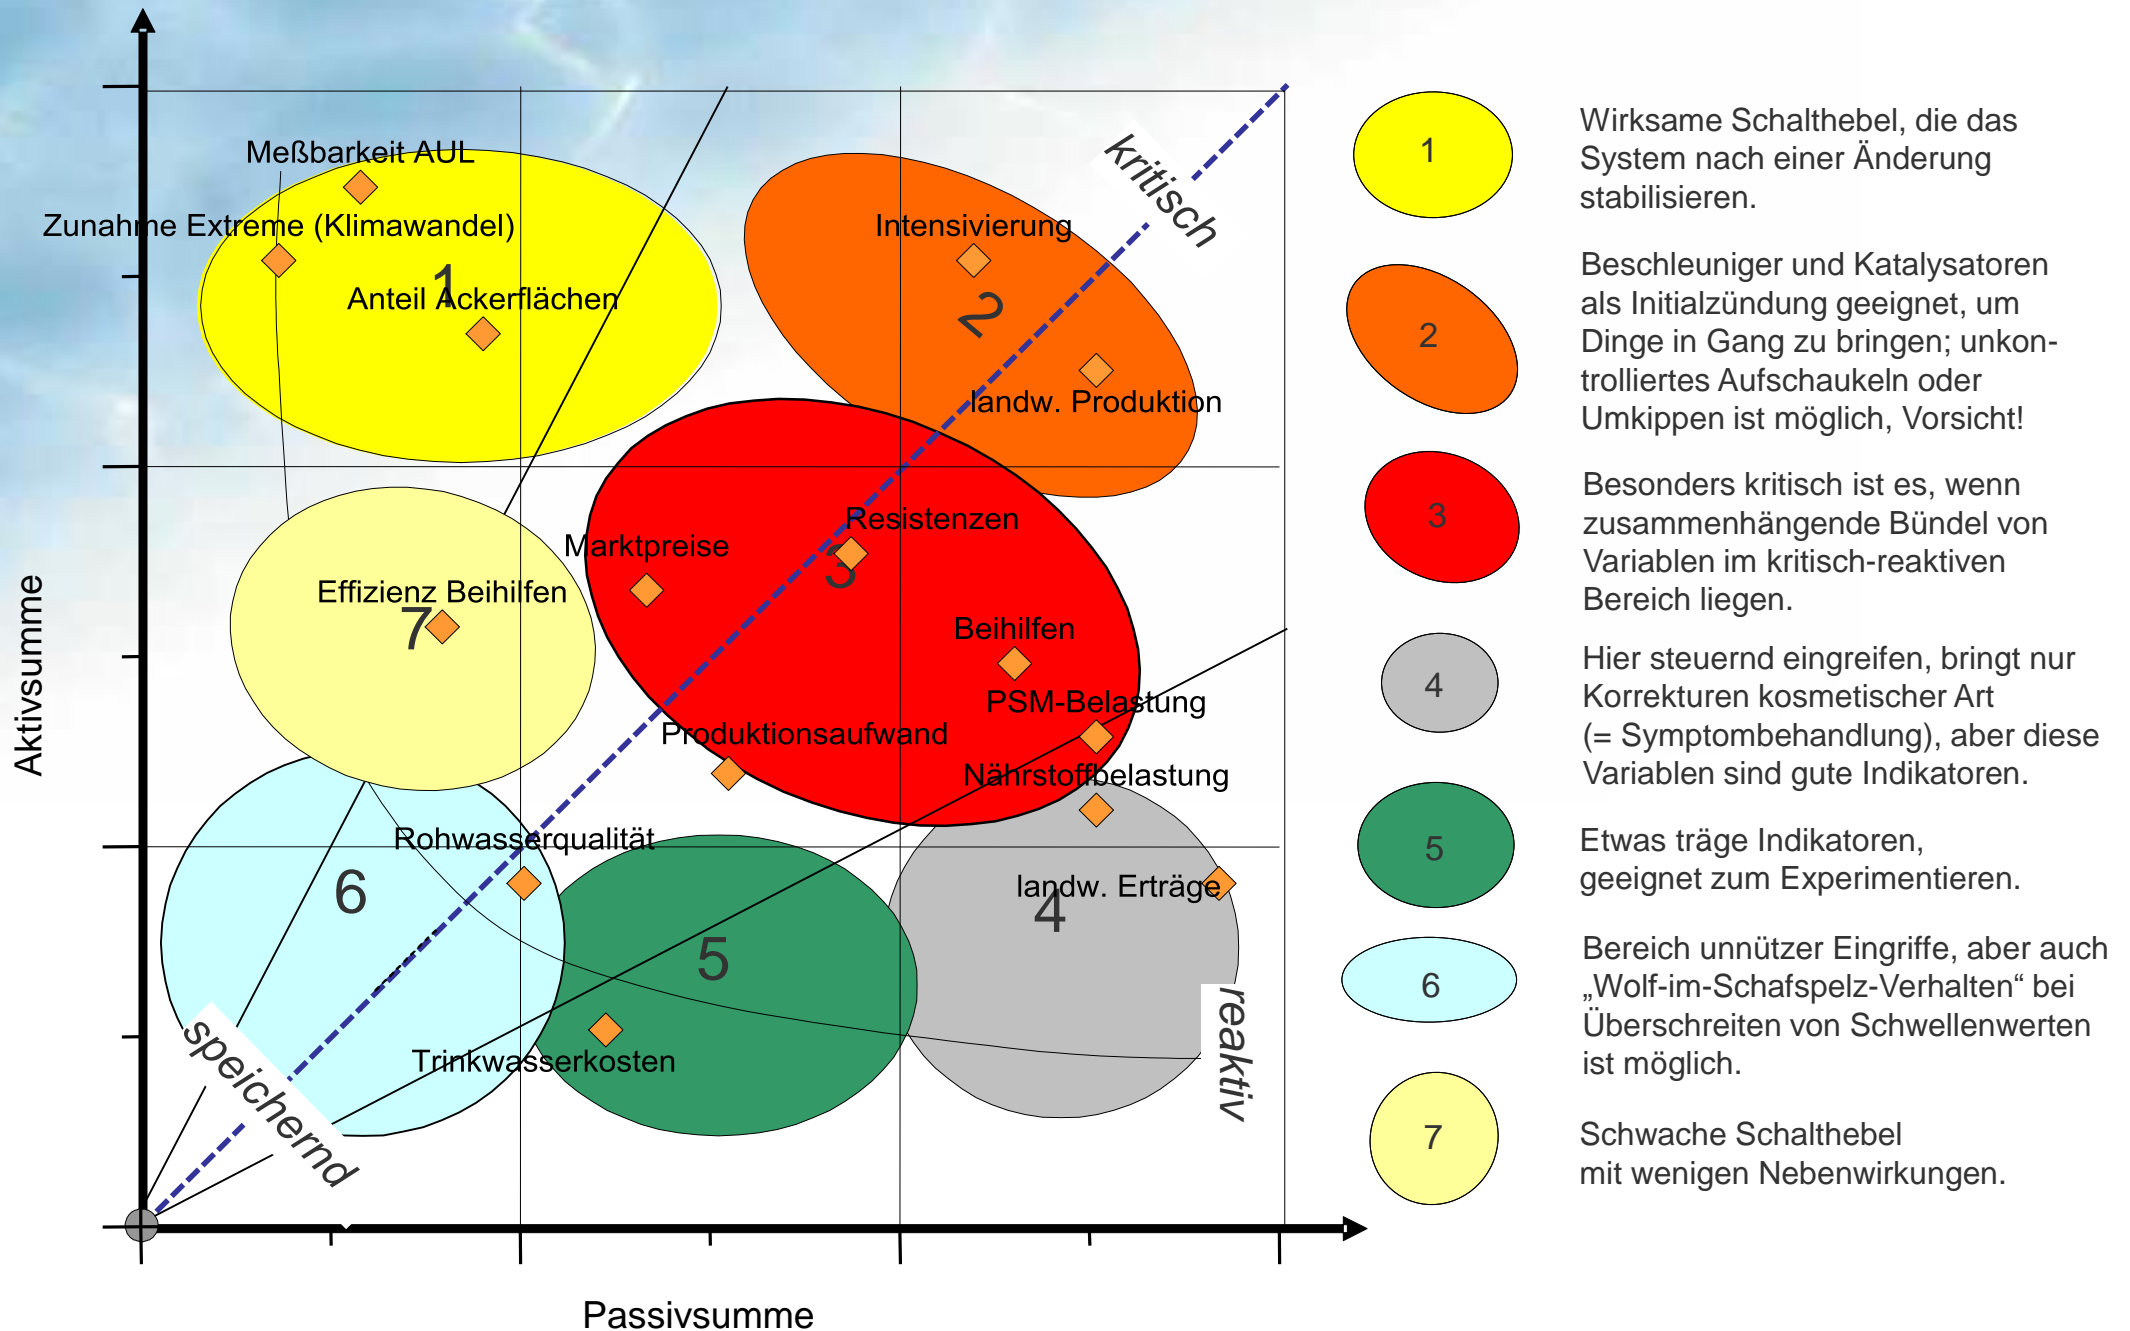 Meßbarkeit AUL
Zunahme Extreme (Klimawandel)
1
Anteil Ackerflächen
kritisch
Intensivierung
2
landw. Produktion
Resistenzen
3
Marktpreise
Effizienz Beihilfen
7
Beihilfen
PSM-Belastung
Produktionsaufwand
Nährstoffbelastung
Rohwasserqualität
6
landw. Erträge
4
5
Trinkwasserkosten
speichernd
reaktiv
Aktivsumme
Passivsumme
1
Wirksame Schalthebel, die das
System nach einer Änderung
stabilisieren.
2
Beschleuniger und Katalysatoren
als Initialzündung geeignet, um
Dinge in Gang zu bringen; unkon-
trolliertes Aufschaukeln oder
Umkippen ist möglich, Vorsicht!
3
Besonders kritisch ist es, wenn
zusammenhängende Bündel von
Variablen im kritisch-reaktiven
Bereich liegen.
4
Hier steuernd eingreifen, bringt nur
Korrekturen kosmetischer Art
(= Symptombehandlung), aber diese
Variablen sind gute Indikatoren.
5
Etwas träge Indikatoren,
geeignet zum Experimentieren.
6
Bereich unnützer Eingriffe, aber auch
„Wolf-im-Schafspelz-Verhalten“ bei
Überschreiten von Schwellenwerten
ist möglich.
7
Schwache Schalthebel
mit wenigen Nebenwirkungen.